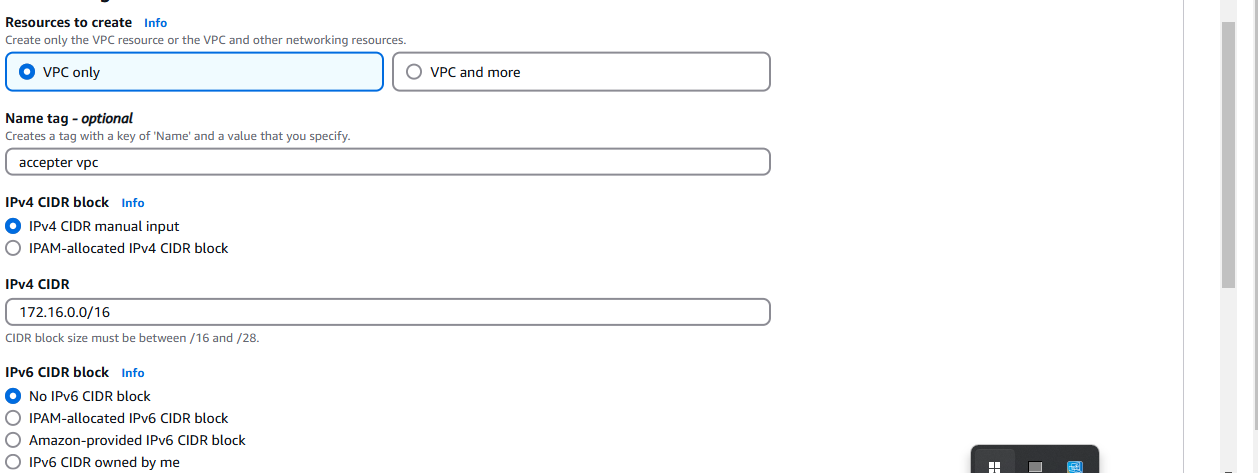 Resources to create Info
Create only the VPC resource or the VPC and other networking resources.
VPC only
VPC and more
Name tag - optional
Creates a tag with a key of 'Name' and a value that you specify.
accepter vpc
IPv4 CIDR block Info
IPv4 CIDR manual input
IPAM-allocated IPv4 CIDR block
IPv4 CIDR
172.16.0.0/16
CIDR block size must be between /16 and /28.
IPv6 CIDR block Info
No IPv6 CIDR block
IPAM-allocated IPv6 CIDR block
Amazon-provided IPv6 CIDR block
IPv6 CIDR owned by me